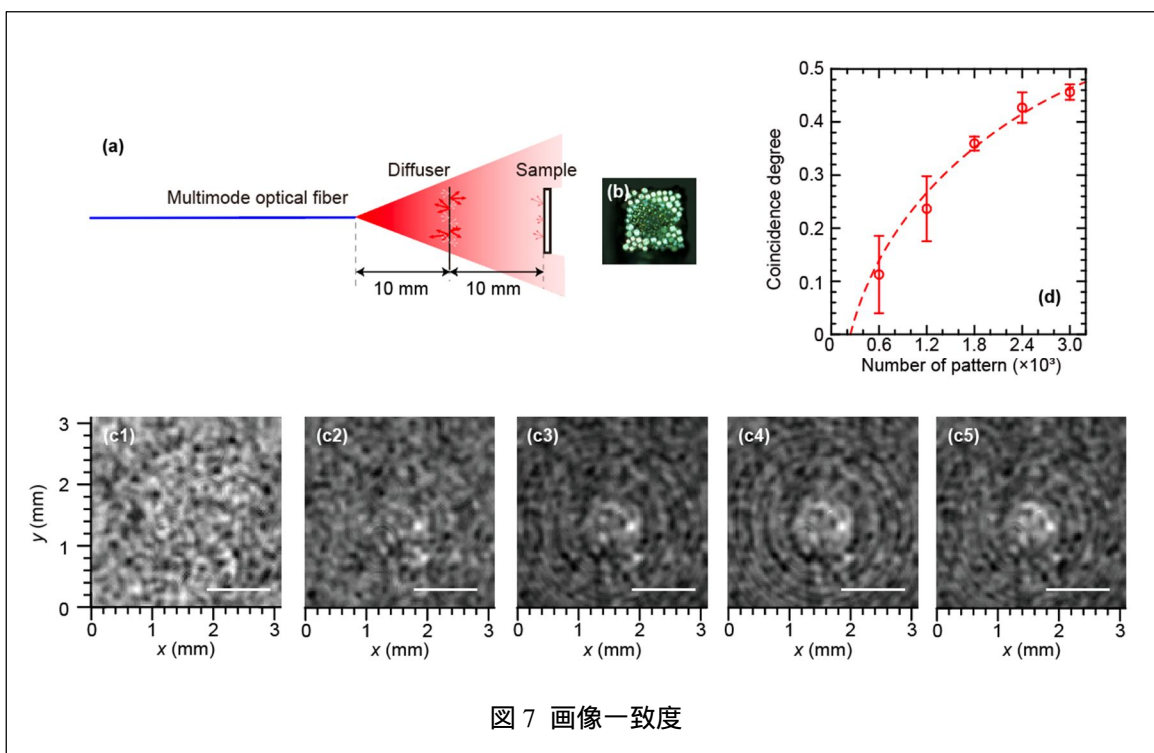 (a)
Diffuser
Sample
Multimode optical fiber
10 mm
10 mm
(b)
0.5
0.4
0.3
0.2
0.1
0
Coincidence degree
(d)
0 0.6 1.2 1.8 2.4 3.0
Number of pattern (×10³)
(c1) (c2) (c3) (c4) (c5)
3
2
1
0
y (mm)
0 1 2 3 0 1 2 3 0 1 2 3 0 1 2 3 0 1 2 3
x (mm) x (mm) x (mm) x (mm) x (mm)
図 7 画像一致度